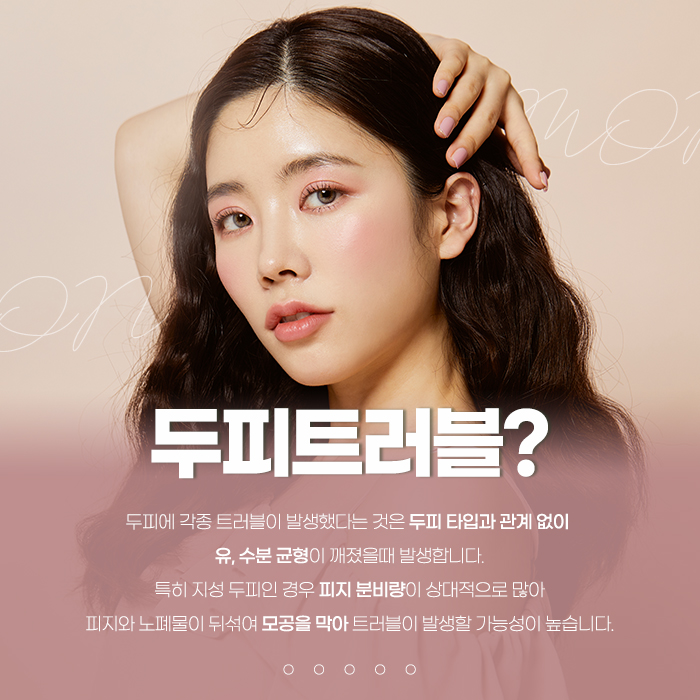 두피트러블?
두피에 각종 트러블이 발생했다는 것은 두피 타입과 관계 없이
유, 수분 균형이 깨졌을때 발생합니다.
특히 지성 두피인 경우 피지 분비량이 상대적으로 많아
피지와 노폐물이 뒤섞여 모공을 막아 트러블이 발생할 가능성이 높습니다.